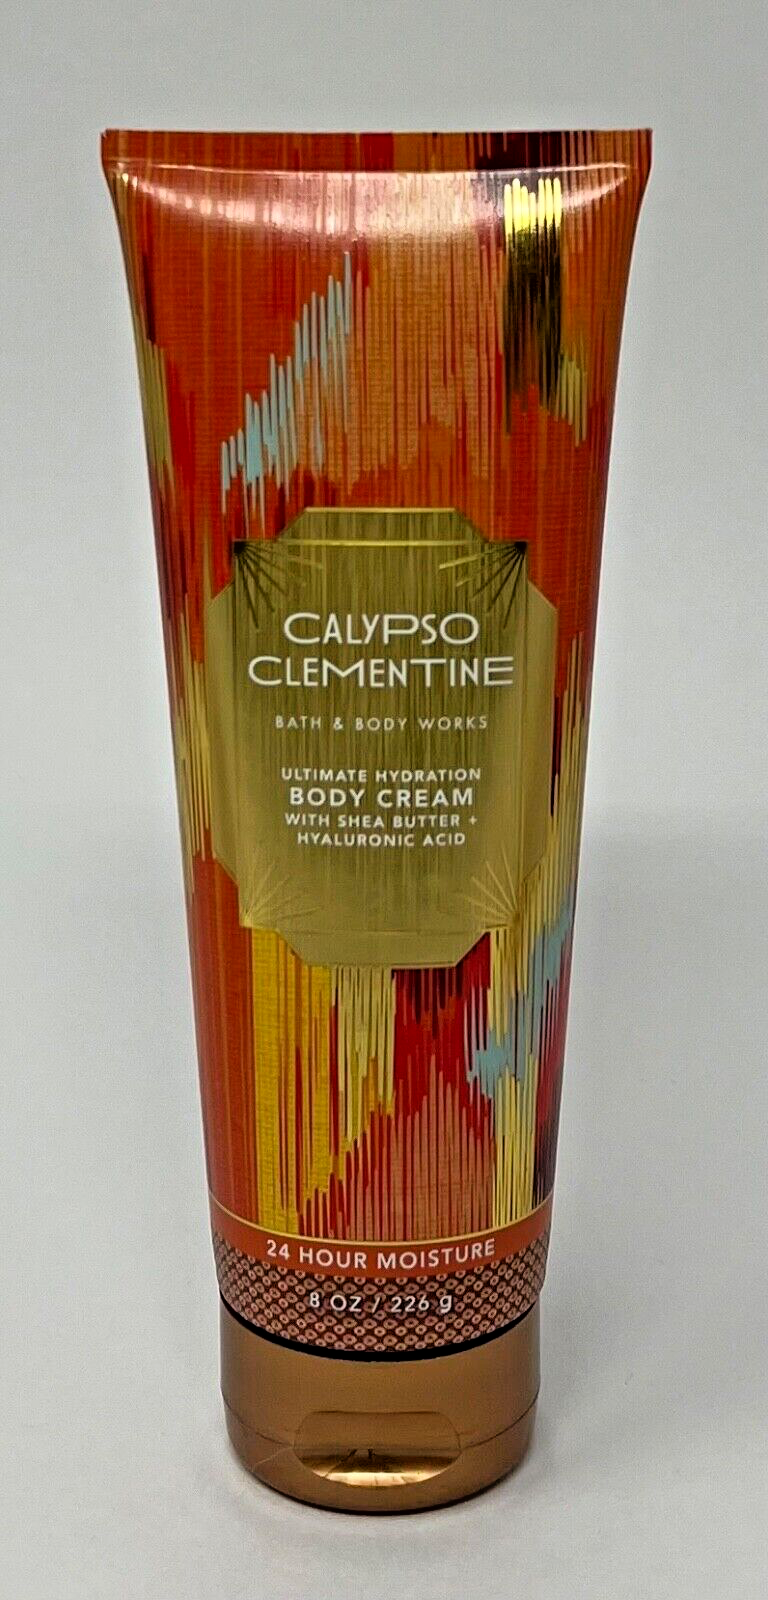 CALYPSO
CLEMENTINE
BATH & BODY WORKS
ULTIMATE HYDRATION
BODY CREAM
WITH SHEA BUTTER +
HYALURONIC ACID
24 HOUR MOISTURE
8 OZ / 226 g